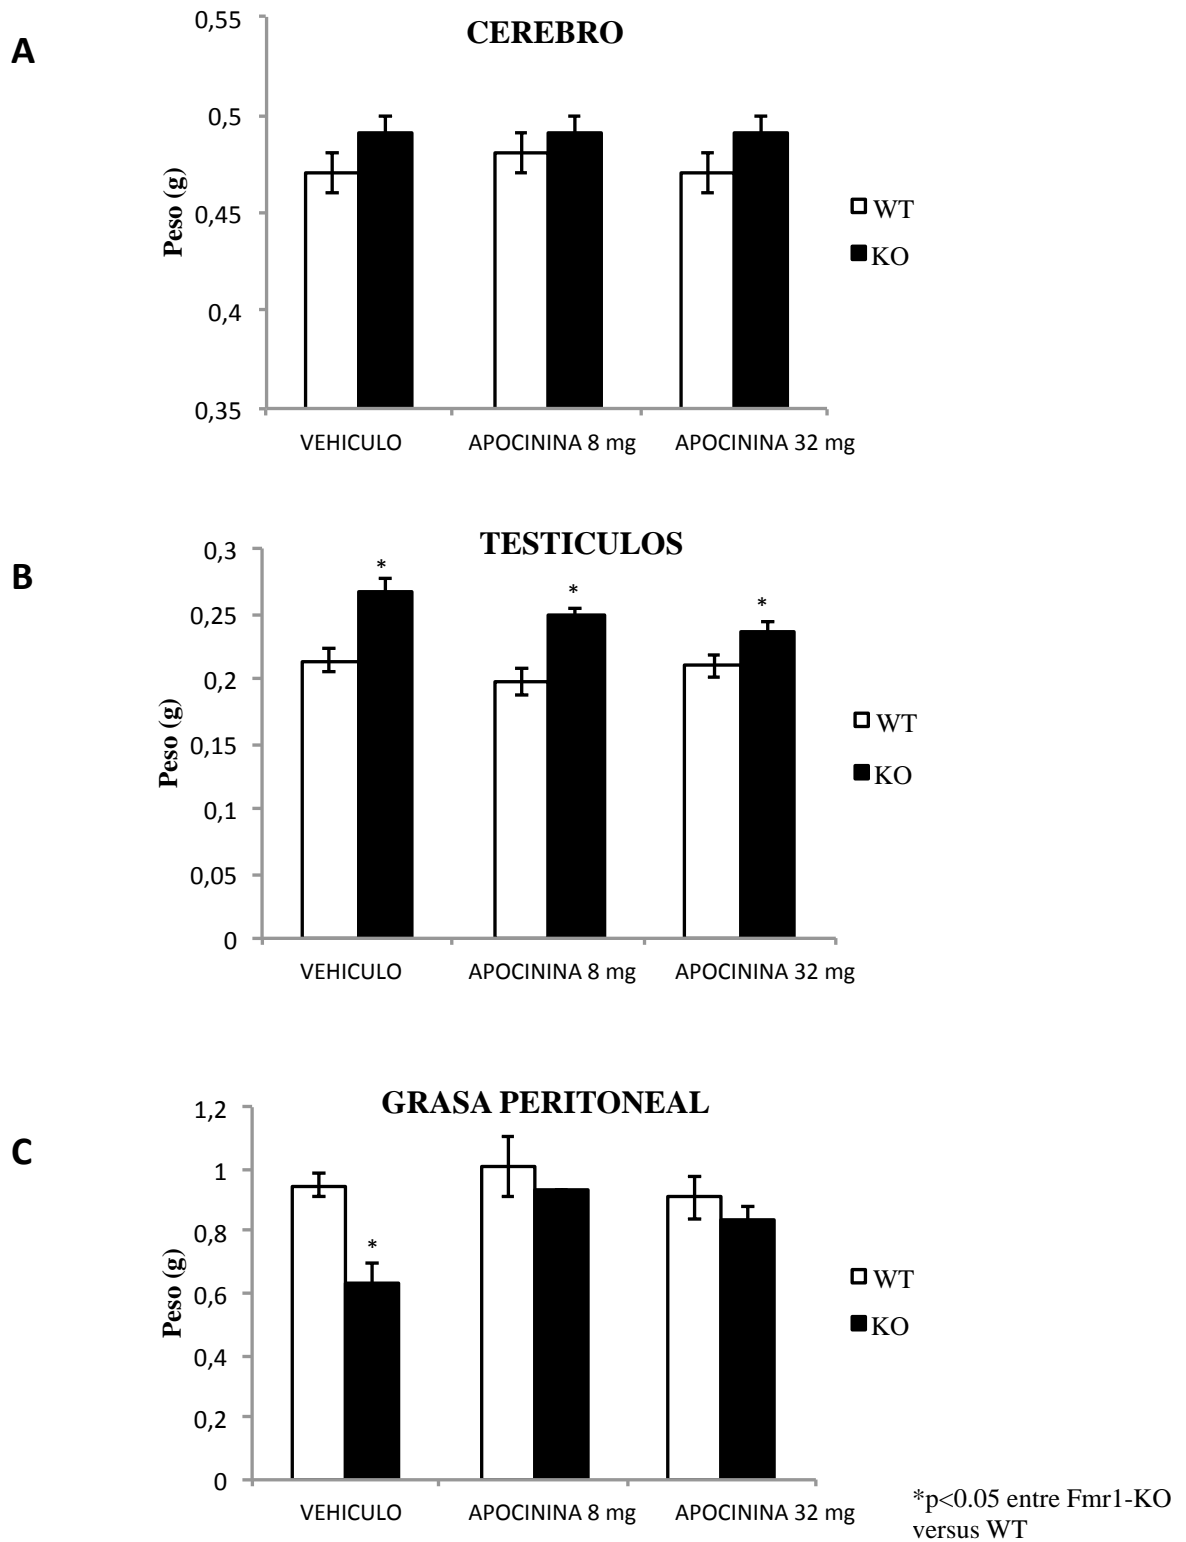 A
CEREBRO
0,55
0,5
0,45
0,4
0,35
Peso (g)
WT
KO
VEHICULO
APOCININA 8 mg
APOCININA 32 mg
B
TESTICULOS
0,3
0,25
0,2
0,15
0,1
0,05
0
Peso (g)
*
*
*
WT
KO
VEHICULO
APOCININA 8 mg
APOCININA 32 mg
C
GRASA PERITONEAL
1,2
1
0,8
0,6
0,4
0,2
0
Peso (g)
*
WT
KO
VEHICULO
APOCININA 8 mg
APOCININA 32 mg
*p<0.05 entre Fmr1-KO
versus WT